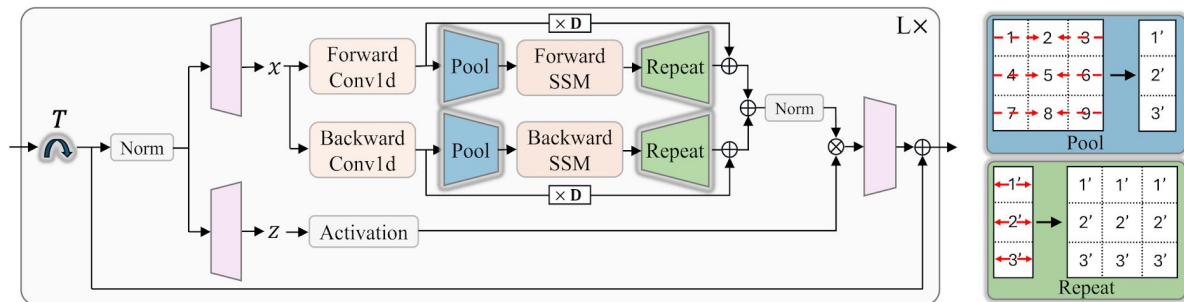 L×
× D
Forward
Conv1d
Pool
Forward
SSM
Repeat
x
T
Norm
Norm
Backward
Conv1d
Pool
Backward
SSM
Repeat
× D
z
Activation
1 2 3
4 5 6
7 8 9
1'
2'
3'
Pool
1'
2'
3'
1' 1' 1'
2' 2' 2'
3' 3' 3'
Repeat